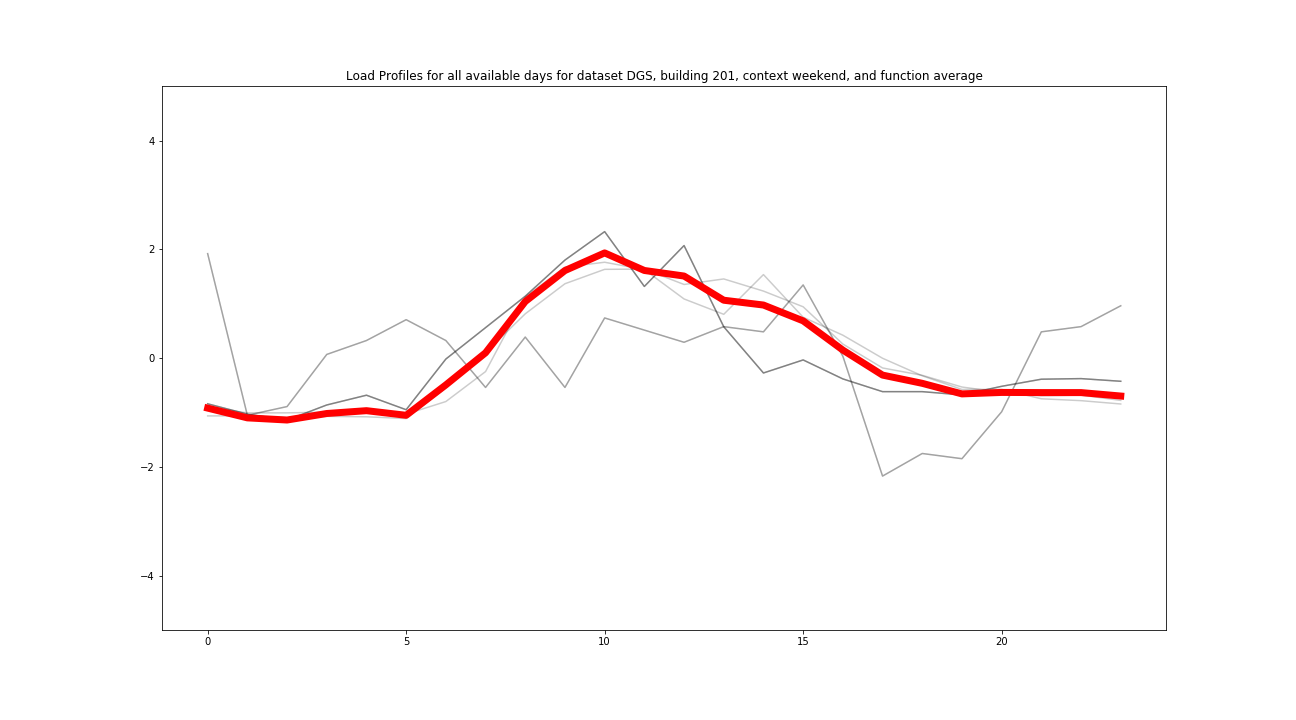 Load Profiles for all available days for dataset DGS, building 201, context weekend, and function average
4
2
0
−2
−4
0 5 10 15 20